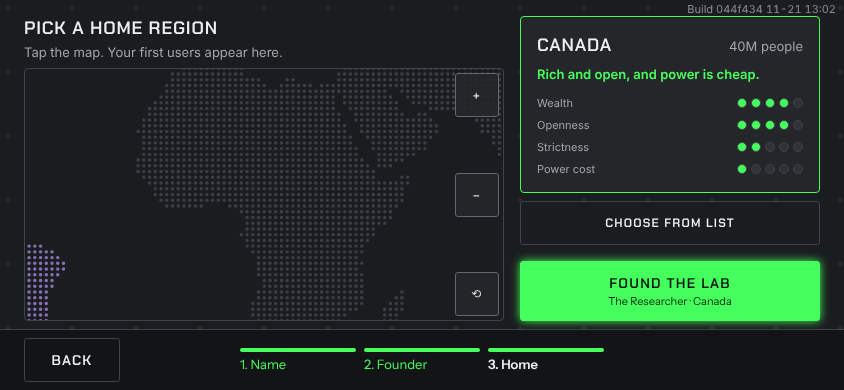 Build 044f434 11-21 13:02
PICK A HOME REGION
Tap the map. Your first users appear here.
+
−
⟲
CANADA
40M people
Rich and open, and power is cheap.
Wealth
Openness
Strictness
Power cost
CHOOSE FROM LIST
FOUND THE LAB
The Researcher · Canada
BACK
1. Name
2. Founder
3. Home